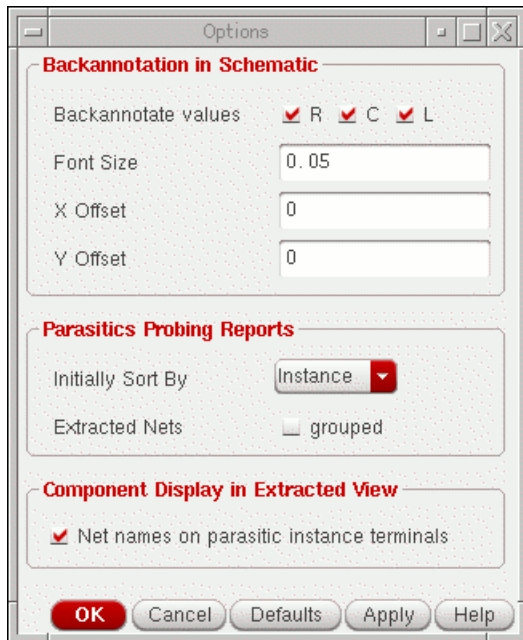 Options
Backannotation in Schematic
Backannotate values R C L
Font Size 0.05
X Offset 0
Y Offset 0
Parasitics Probing Reports
Initially Sort By Instance
Extracted Nets grouped
Component Display in Extracted View
Net names on parasitic instance terminals
OK Cancel Defaults Apply Help